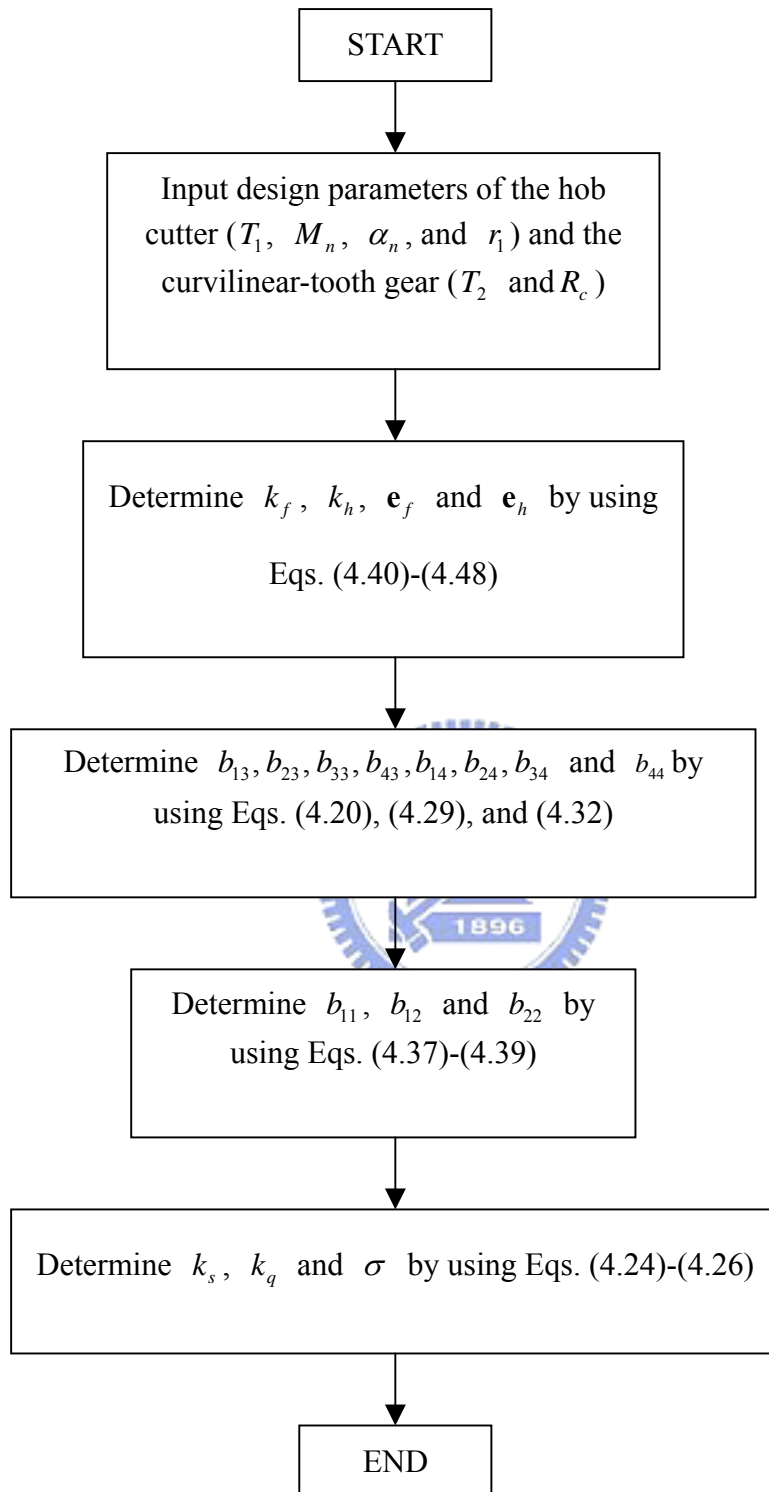 START
Input design parameters of the hob
cutter (T₁, Mₙ, αₙ, and r₁) and the
curvilinear-tooth gear (T₂ and R_c)
Determine k_f, k_h, e_f and e_h by using
Eqs. (4.40)-(4.48)
Determine b₁₃, b₂₃, b₃₃, b₄₃, b₁₄, b₂₄, b₃₄ and b₄₄ by
using Eqs. (4.20), (4.29), and (4.32)
1896
Determine b₁₁, b₁₂ and b₂₂ by
using Eqs. (4.37)-(4.39)
Determine k_s, k_q and σ by using Eqs. (4.24)-(4.26)
END